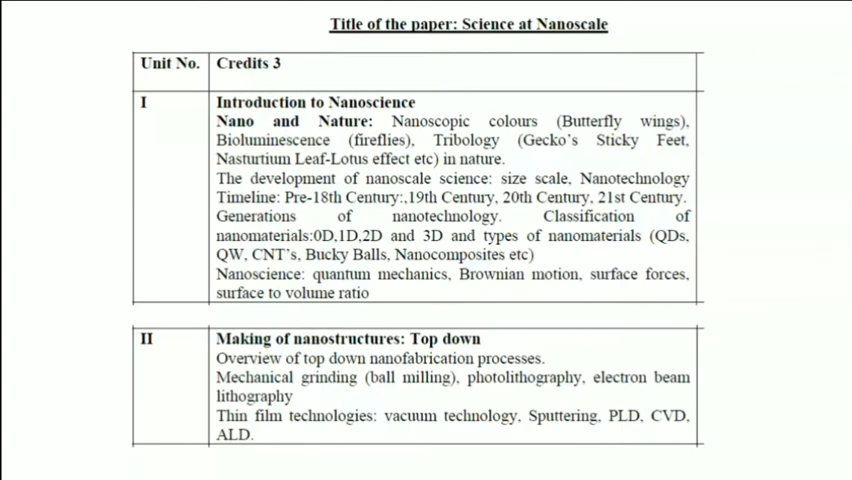 Title of the paper: Science at Nanoscale
Unit No. Credits 3
I Introduction to Nanoscience
Nano and Nature: Nanoscopic colours (Butterfly wings),
Bioluminescence (fireflies), Tribology (Gecko's Sticky Feet,
Nasturtium Leaf-Lotus effect etc) in nature.
The development of nanoscale science: size scale, Nanotechnology
Timeline: Pre-18th Century:,19th Century, 20th Century, 21st Century.
Generations of nanotechnology. Classification of
nanomaterials:0D,1D,2D and 3D and types of nanomaterials (QDs,
QW, CNT's, Bucky Balls, Nanocomposites etc)
Nanoscience: quantum mechanics, Brownian motion, surface forces,
surface to volume ratio
II Making of nanostructures: Top down
Overview of top down nanofabrication processes.
Mechanical grinding (ball milling), photolithography, electron beam
lithography
Thin film technologies: vacuum technology, Sputtering, PLD, CVD,
ALD.